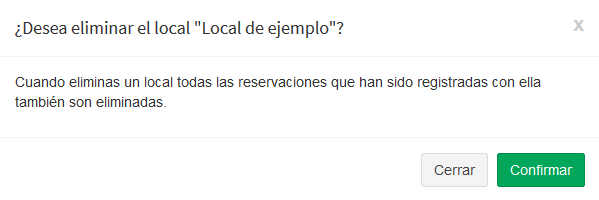 ¿Desea eliminar el local "Local de ejemplo"?
x
Cuando eliminas un local todas las reservaciones que han sido registradas con ella
también son eliminadas.
Cerrar
Confirmar